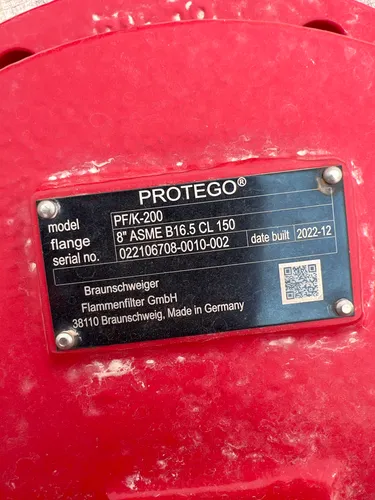 PROTEGO®
model PF/K-200
flange 8" ASME B16.5 CL 150
serial no. 022106708-0010-002 date built 2022-12
Braunschweiger
Flammenfilter GmbH
38110 Braunschweig, Made in Germany